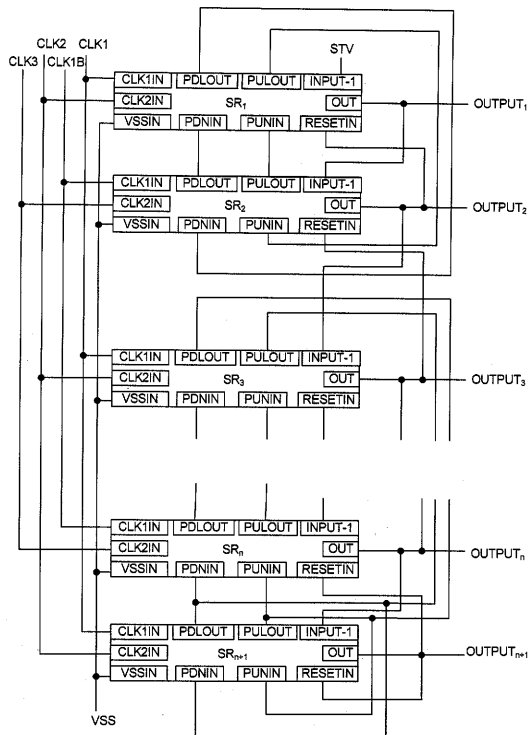 CLK2 CLK1
CLK3 CLK1B
STV
CLK1IN PDLOUT PULOUT INPUT-1
CLK2IN SR₁ OUT OUTPUT₁
VSSIN PDNIN PUNIN RESETIN
CLK1IN PDLOUT PULOUT INPUT-1
CLK2IN SR₂ OUT OUTPUT₂
VSSIN PDNIN PUNIN RESETIN
CLK1IN PDLOUT PULOUT INPUT-1
CLK2IN SR₃ OUT OUTPUT₃
VSSIN PDNIN PUNIN RESETIN
CLK1IN PDLOUT PULOUT INPUT-1
CLK2IN SRₙ OUT OUTPUTₙ
VSSIN PDNIN PUNIN RESETIN
CLK1IN PDLOUT PULOUT INPUT-1
CLK2IN SRₙ₊₁ OUT OUTPUTₙ₊₁
VSSIN PDNIN PUNIN RESETIN
VSS